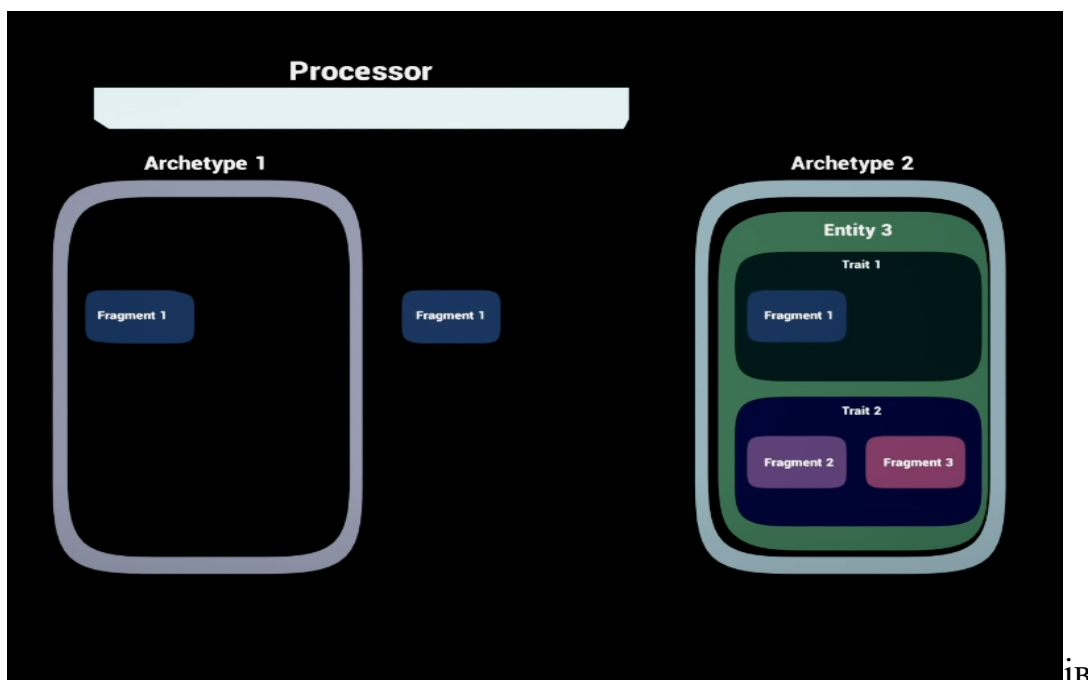 Processor
Archetype 1
Archetype 2
Entity 3
Trait 1
Fragment 1
Fragment 1
Fragment 1
Trait 2
Fragment 2
Fragment 3